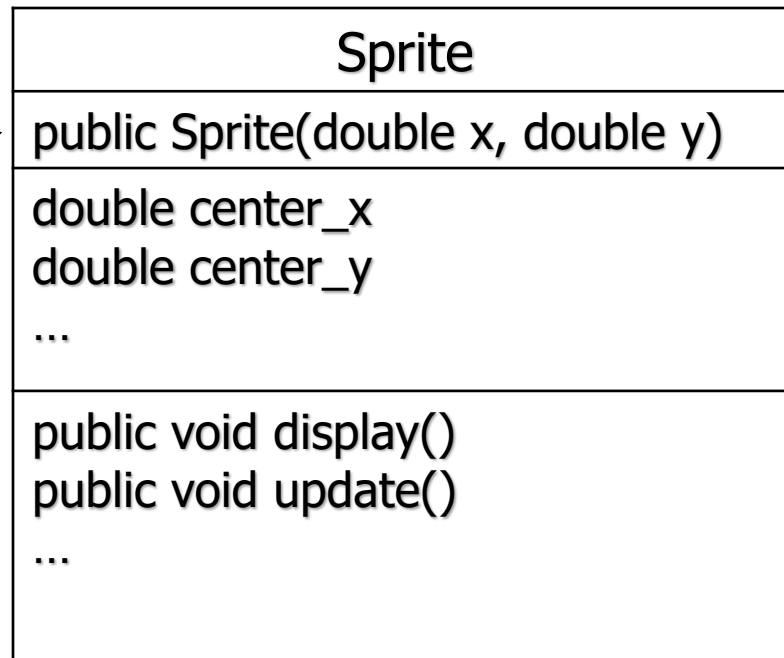 Sprite
public Sprite(double x, double y)
double center_x
double center_y
...
public void display()
public void update()
...